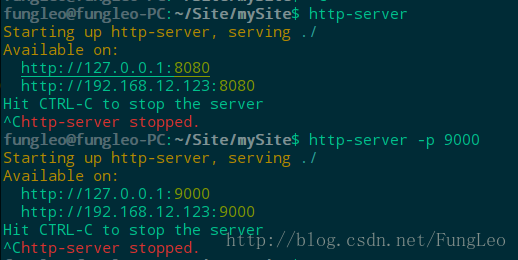 fungleo@fungleo-PC:~/Site/mySite$ http-server
Starting up http-server, serving ./
Available on:
http://127.0.0.1:8080
http://192.168.12.123:8080
Hit CTRL-C to stop the server
^Chttp-server stopped.
fungleo@fungleo-PC:~/Site/mySite$ http-server -p 9000
Starting up http-server, serving ./
Available on:
http://127.0.0.1:9000
http://192.168.12.123:9000
Hit CTRL-C to stop the server
^Chttp-server stopped.
http://blog.csdn.net/FungLeo